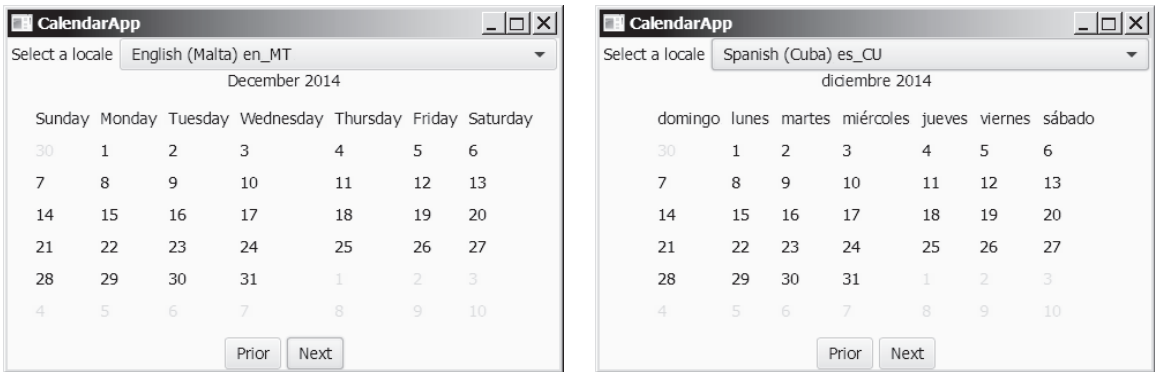 CalendarApp
Select a locale English (Malta) en_MT
December 2014
Sunday Monday Tuesday Wednesday Thursday Friday Saturday
30 1 2 3 4 5 6
7 8 9 10 11 12 13
14 15 16 17 18 19 20
21 22 23 24 25 26 27
28 29 30 31 1 2 3
4 5 6 7 8 9 10
Prior Next
CalendarApp
Select a locale Spanish (Cuba) es_CU
diciembre 2014
domingo lunes martes miércoles jueves viernes sábado
30 1 2 3 4 5 6
7 8 9 10 11 12 13
14 15 16 17 18 19 20
21 22 23 24 25 26 27
28 29 30 31 1 2 3
4 5 6 7 8 9 10
Prior Next